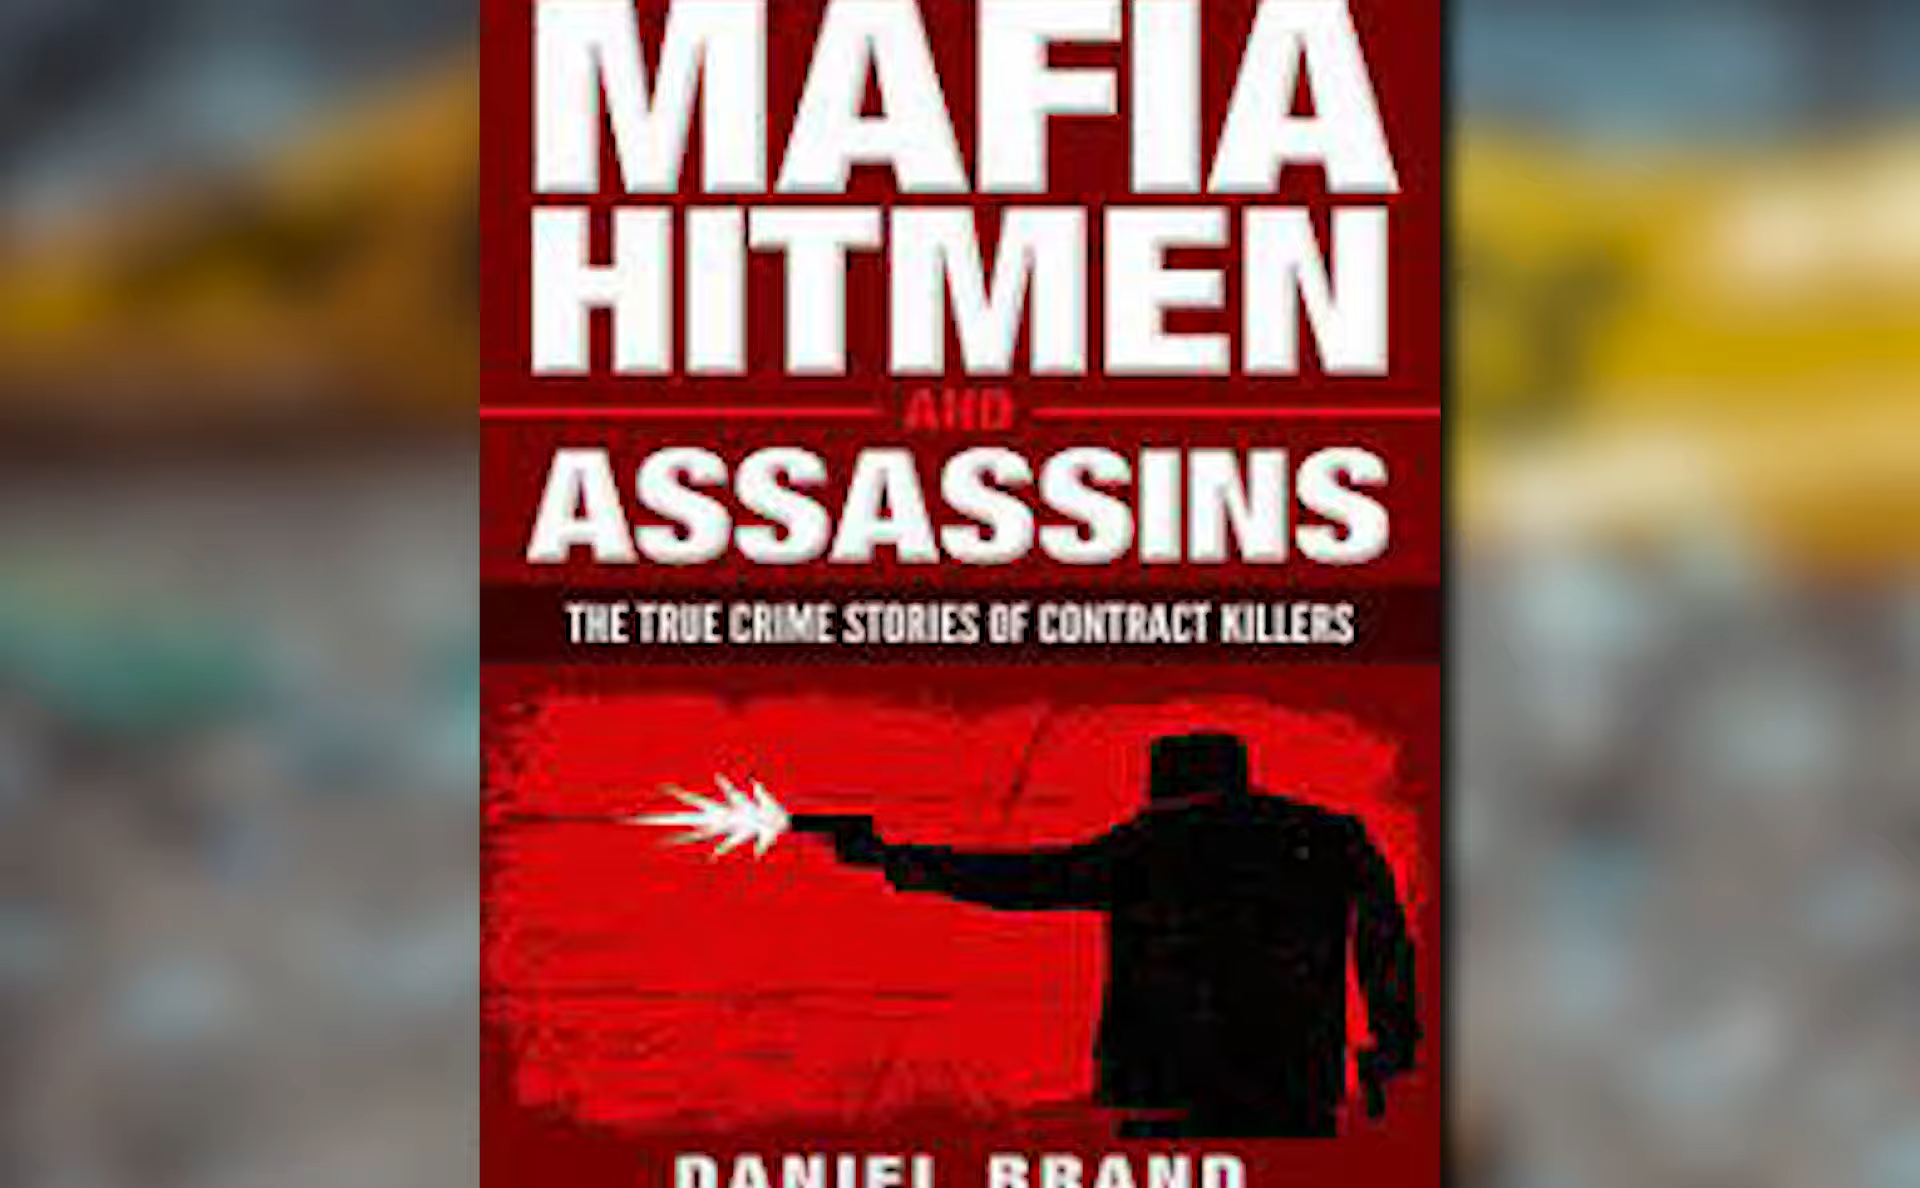 MAFIA
HITMEN
AND
ASSASSINS
THE TRUE CRIME STORIES OF CONTRACT KILLERS
DANIEL BRAND